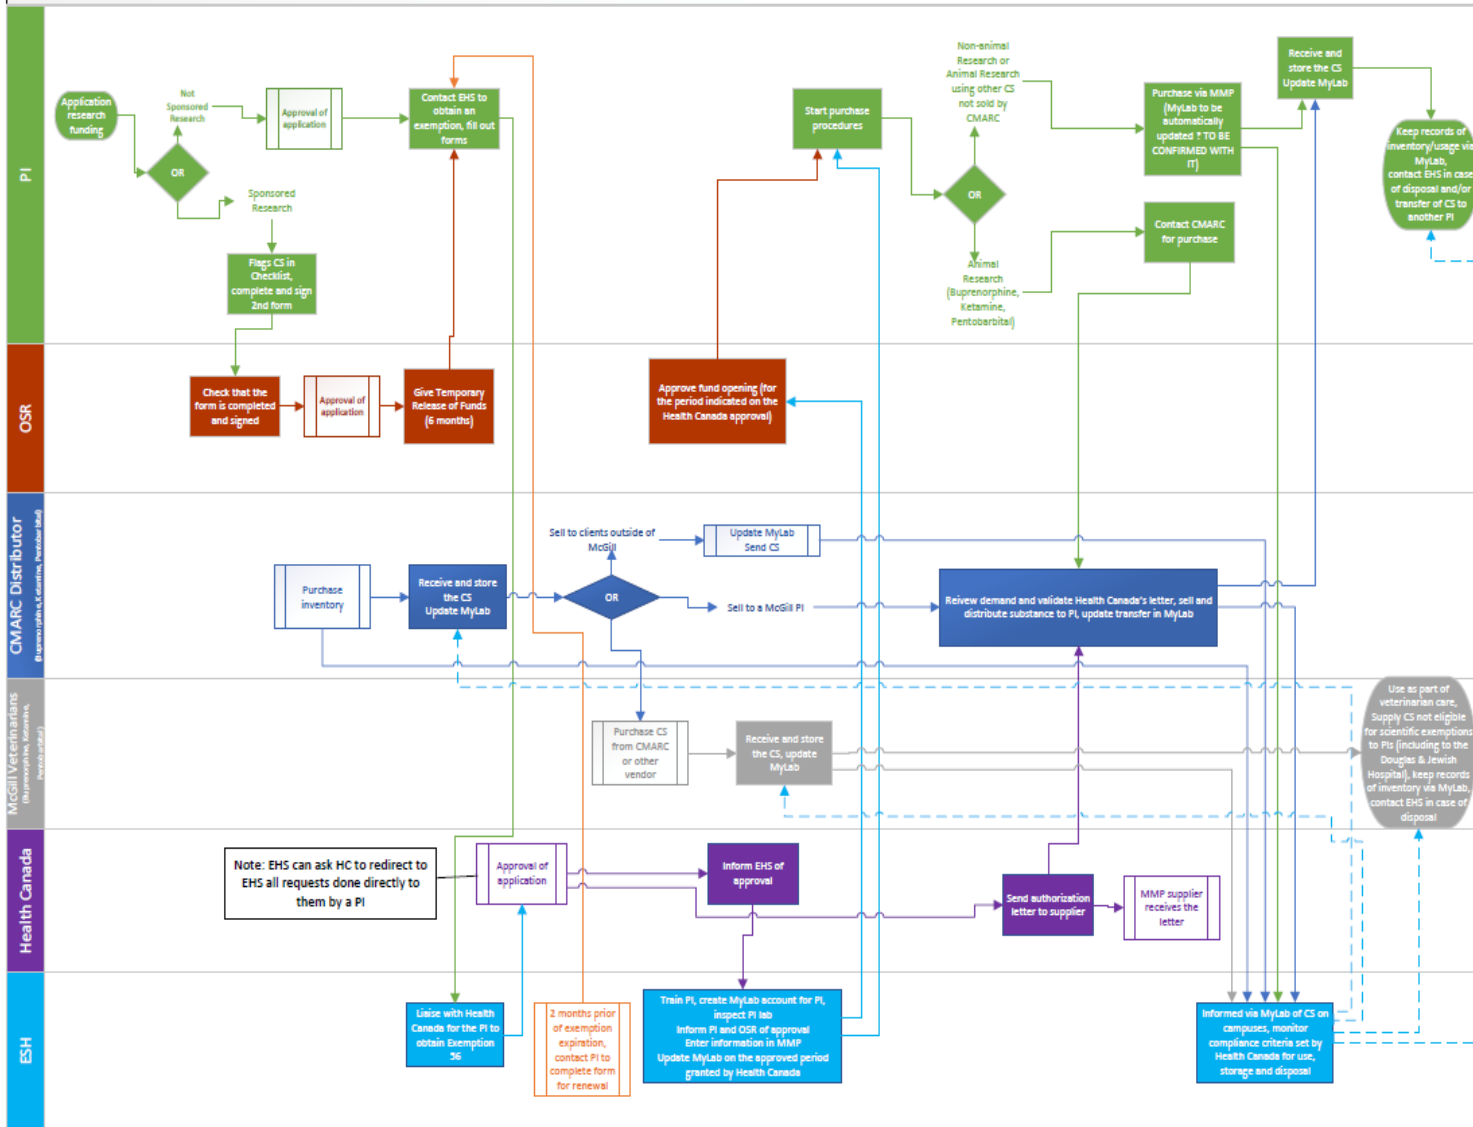 PI
Application
research
funding
Not
Sponsored
Research
OR
Sponsored
Research
Approval of
application
Contact EHS to
obtain an
exemption, fill out
forms
Flags CS in
Checklist,
complete and sign
2nd form
Start purchase
procedures
Non-animal
Research or
Animal Research
using other CS
not sold by
CMARC
OR
Animal
Research
(Buprenorphine,
Ketamine,
Pentobarbital)
Purchase via MMP
(MyLab to be
automatically
updated ? TO BE
CONFIRMED WITH
IT)
Contact CMARC
for purchase
Receive and
store the CS
Update MyLab
Keep records of
inventory/usage via
MyLab,
contact EHS in case
of disposal and/or
transfer of CS to
another PI
OSR
Check that the
form is completed
and signed
Approval of
application
Give Temporary
Release of Funds
(6 months)
Approve fund opening (for
the period indicated on the
Health Canada approval)
CMARC Distributor
(Buprenorphine, Ketamine, Pentobarbital)
Purchase
inventory
Receive and store
the CS
Update MyLab
Sell to clients outside of
McGill
OR
Update MyLab
Send CS
Sell to a McGill PI
Reivew demand and validate Health Canada's letter, sell and
distribute substance to PI, update transfer in MyLab
McGill Veterinarians
(Buprenorphine, Ketamine,
Pentobarbital)
Purchase CS
from CMARC
or other
vendor
Receive and store
the CS, update
MyLab
Use as part of
veterinarian care,
Supply CS not eligible
for scientific exemptions
to PIs (including to the
Douglas & Jewish
Hospital), keep records
of inventory via MyLab,
contact EHS in case of
disposal
Health Canada
Note: EHS can ask HC to redirect to
EHS all requests done directly to
them by a PI
Approval of
application
Inform EHS of
approval
Send authorization
letter to supplier
MMP supplier
receives the
letter
ESH
Liaise with Health
Canada for the PI to
obtain Exemption
56
2 months prior
of exemption
expiration,
contact PI to
complete form
for renewal
Train PI, create MyLab account for PI,
inspect PI lab
Inform PI and OSR of approval
Enter information in MMP
Update MyLab on the approved period
granted by Health Canada
Informed via MyLab of CS on
campuses, monitor
compliance criteria set by
Health Canada for use,
storage and disposal